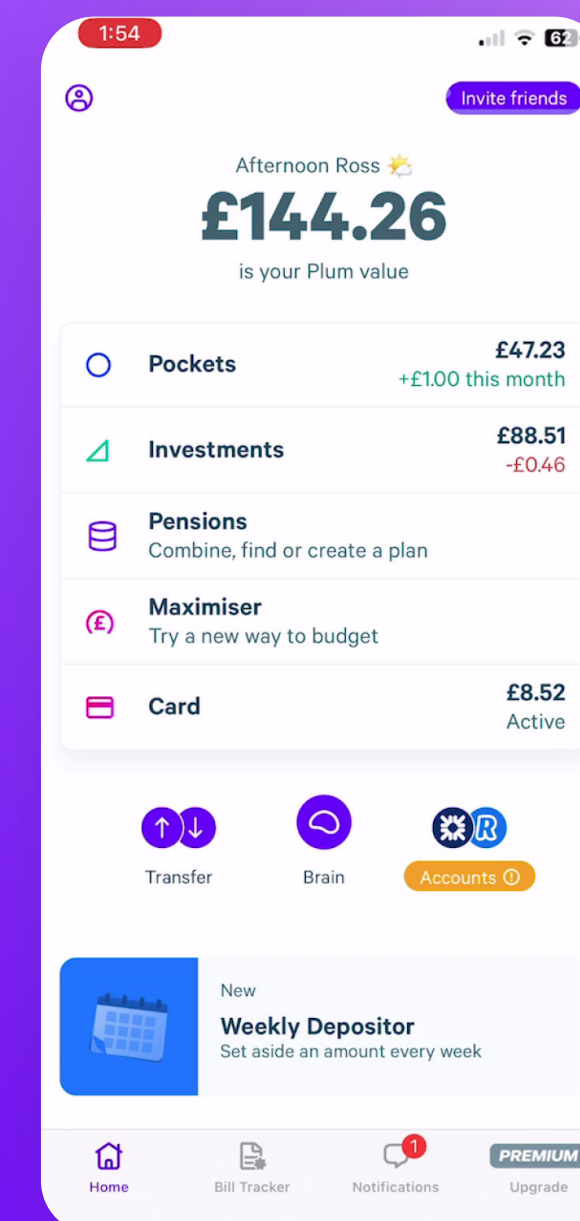 1:54
62
Invite friends
Afternoon Ross
£144.26
is your Plum value
Pockets
£47.23
+£1.00 this month
Investments
£88.51
-£0.46
Pensions
Combine, find or create a plan
Maximiser
Try a new way to budget
Card
£8.52
Active
Transfer
Brain
Accounts
New
Weekly Depositor
Set aside an amount every week
1
PREMIUM
Home
Bill Tracker
Notifications
Upgrade